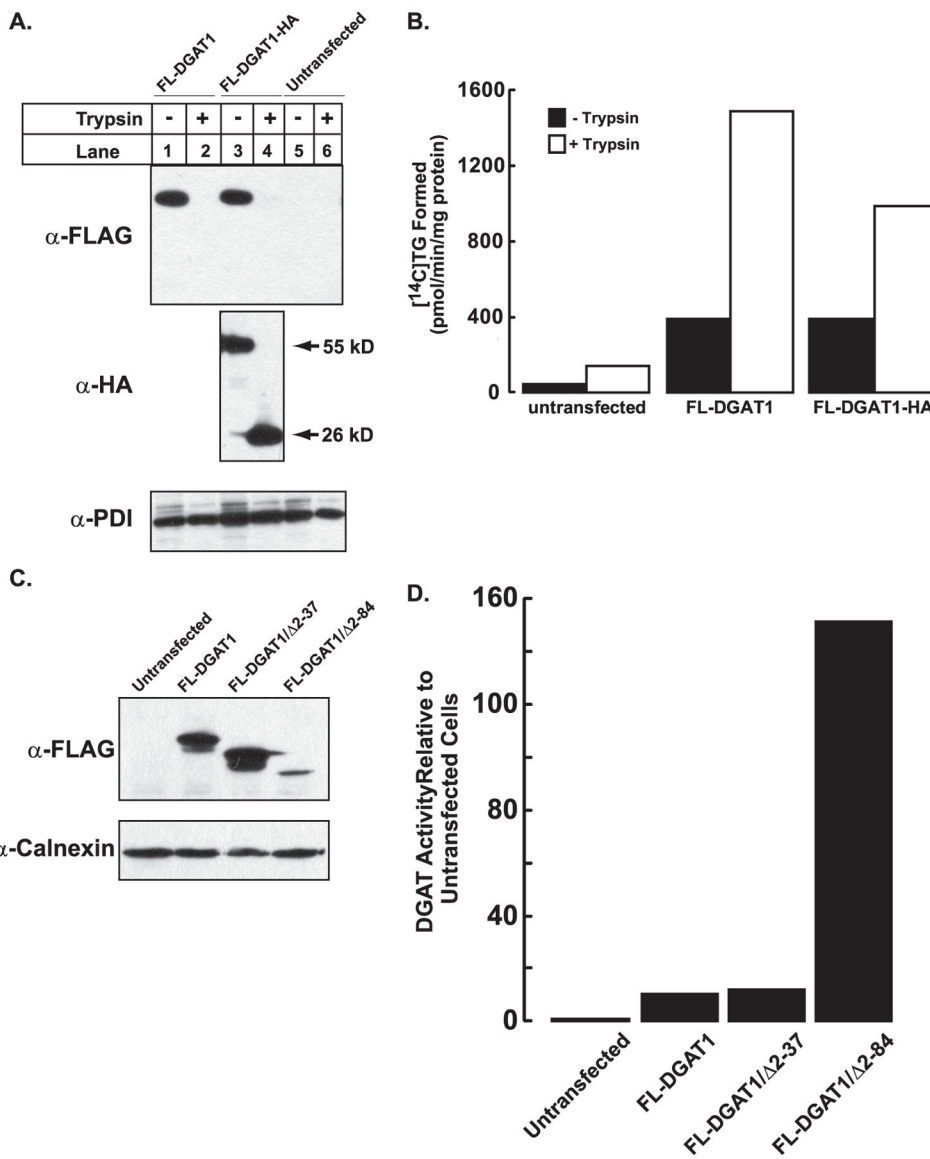 A.
FL-DGAT1
FL-DGAT1-HA
Untransfected
Trypsin - + - + - +
Lane 1 2 3 4 5 6
α-FLAG
α-HA
55 kD
26 kD
α-PDI
B.
[¹⁴C]TG Formed
(pmol/min/mg protein)
1600
1200
800
400
0
- Trypsin
+ Trypsin
untransfected FL-DGAT1 FL-DGAT1-HA
C.
Untransfected
FL-DGAT1
FL-DGAT1/Δ2-37
FL-DGAT1/Δ2-84
α-FLAG
α-Calnexin
D.
DGAT ActivityRelative to
Untransfected Cells
160
100
80
40
0
Untransfected
FL-DGAT1
FL-DGAT1/Δ2-37
FL-DGAT1/Δ2-84